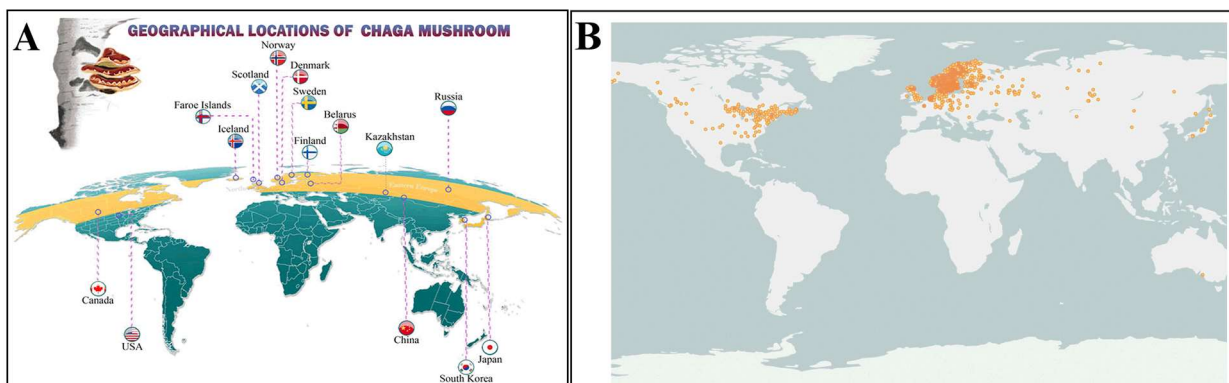 A
GEOGRAPHICAL LOCATIONS OF CHAGA MUSHROOM
Norway
Denmark
Scotland
Sweden
Faroe Islands
Belarus
Russia
Iceland
Finland
Kazakhstan
Canada
USA
China
Japan
South Korea
B